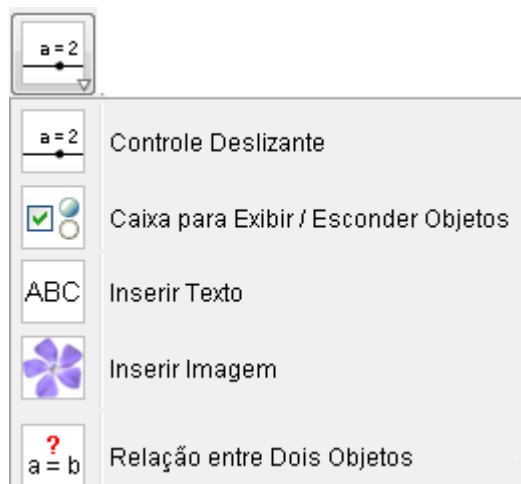 a = 2
a = 2
Controle Deslizante
Caixa para Exibir / Esconder Objetos
ABC
Inserir Texto
Inserir Imagem
?
a = b
Relação entre Dois Objetos